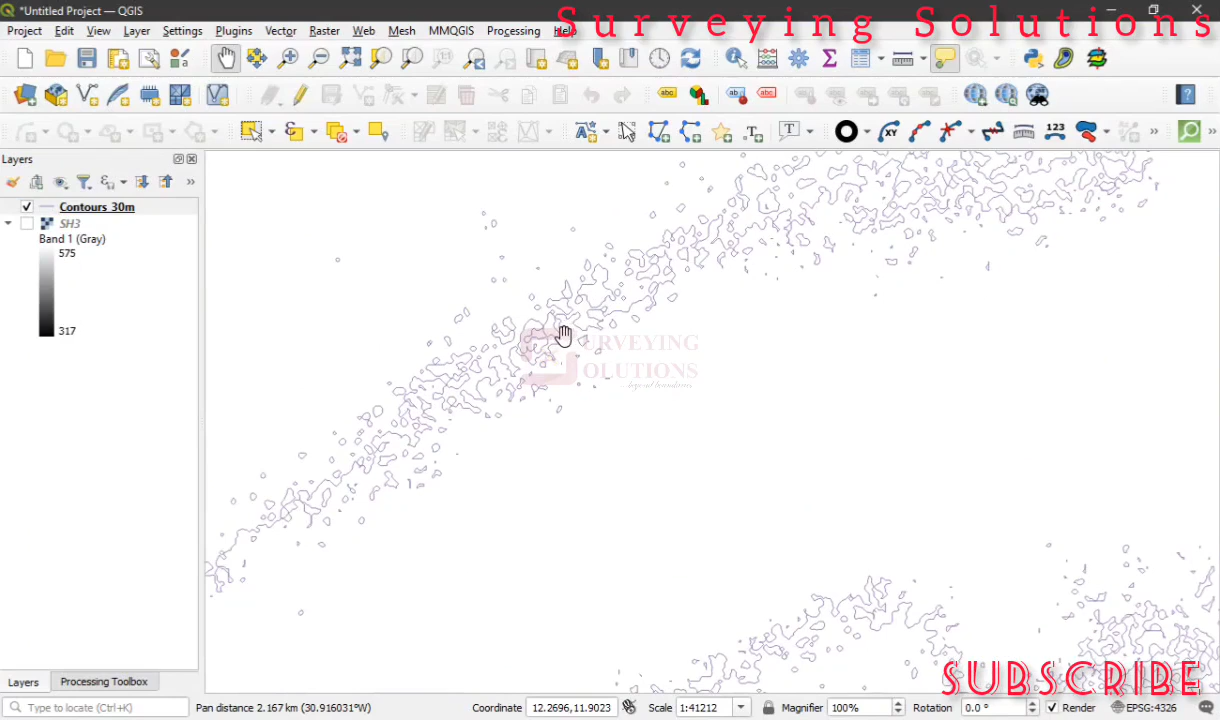 *Untitled Project — QGIS
Surveying Solutions
Project Edit View Layer Settings Plugins Vector Raster Web Mesh MMQGIS Processing Help
Layers
Contours 30m
SH3
Band 1 (Gray)
575
317
SURVEYING
SOLUTIONS
...beyond boundaries
SUBSCRIBE
Layers Processing Toolbox
Type to locate (Ctrl+K) Pan distance 2.167 km (30.916031°W) Coordinate 12.2696,11.9023 Scale 1:41212 Magnifier 100% Rotation 0.0 ° Render EPSG:4326